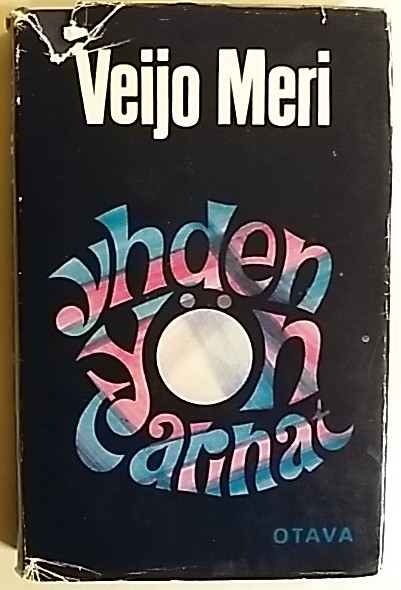 Veijo Meri
yhden
yön
tarinat
OTAVA